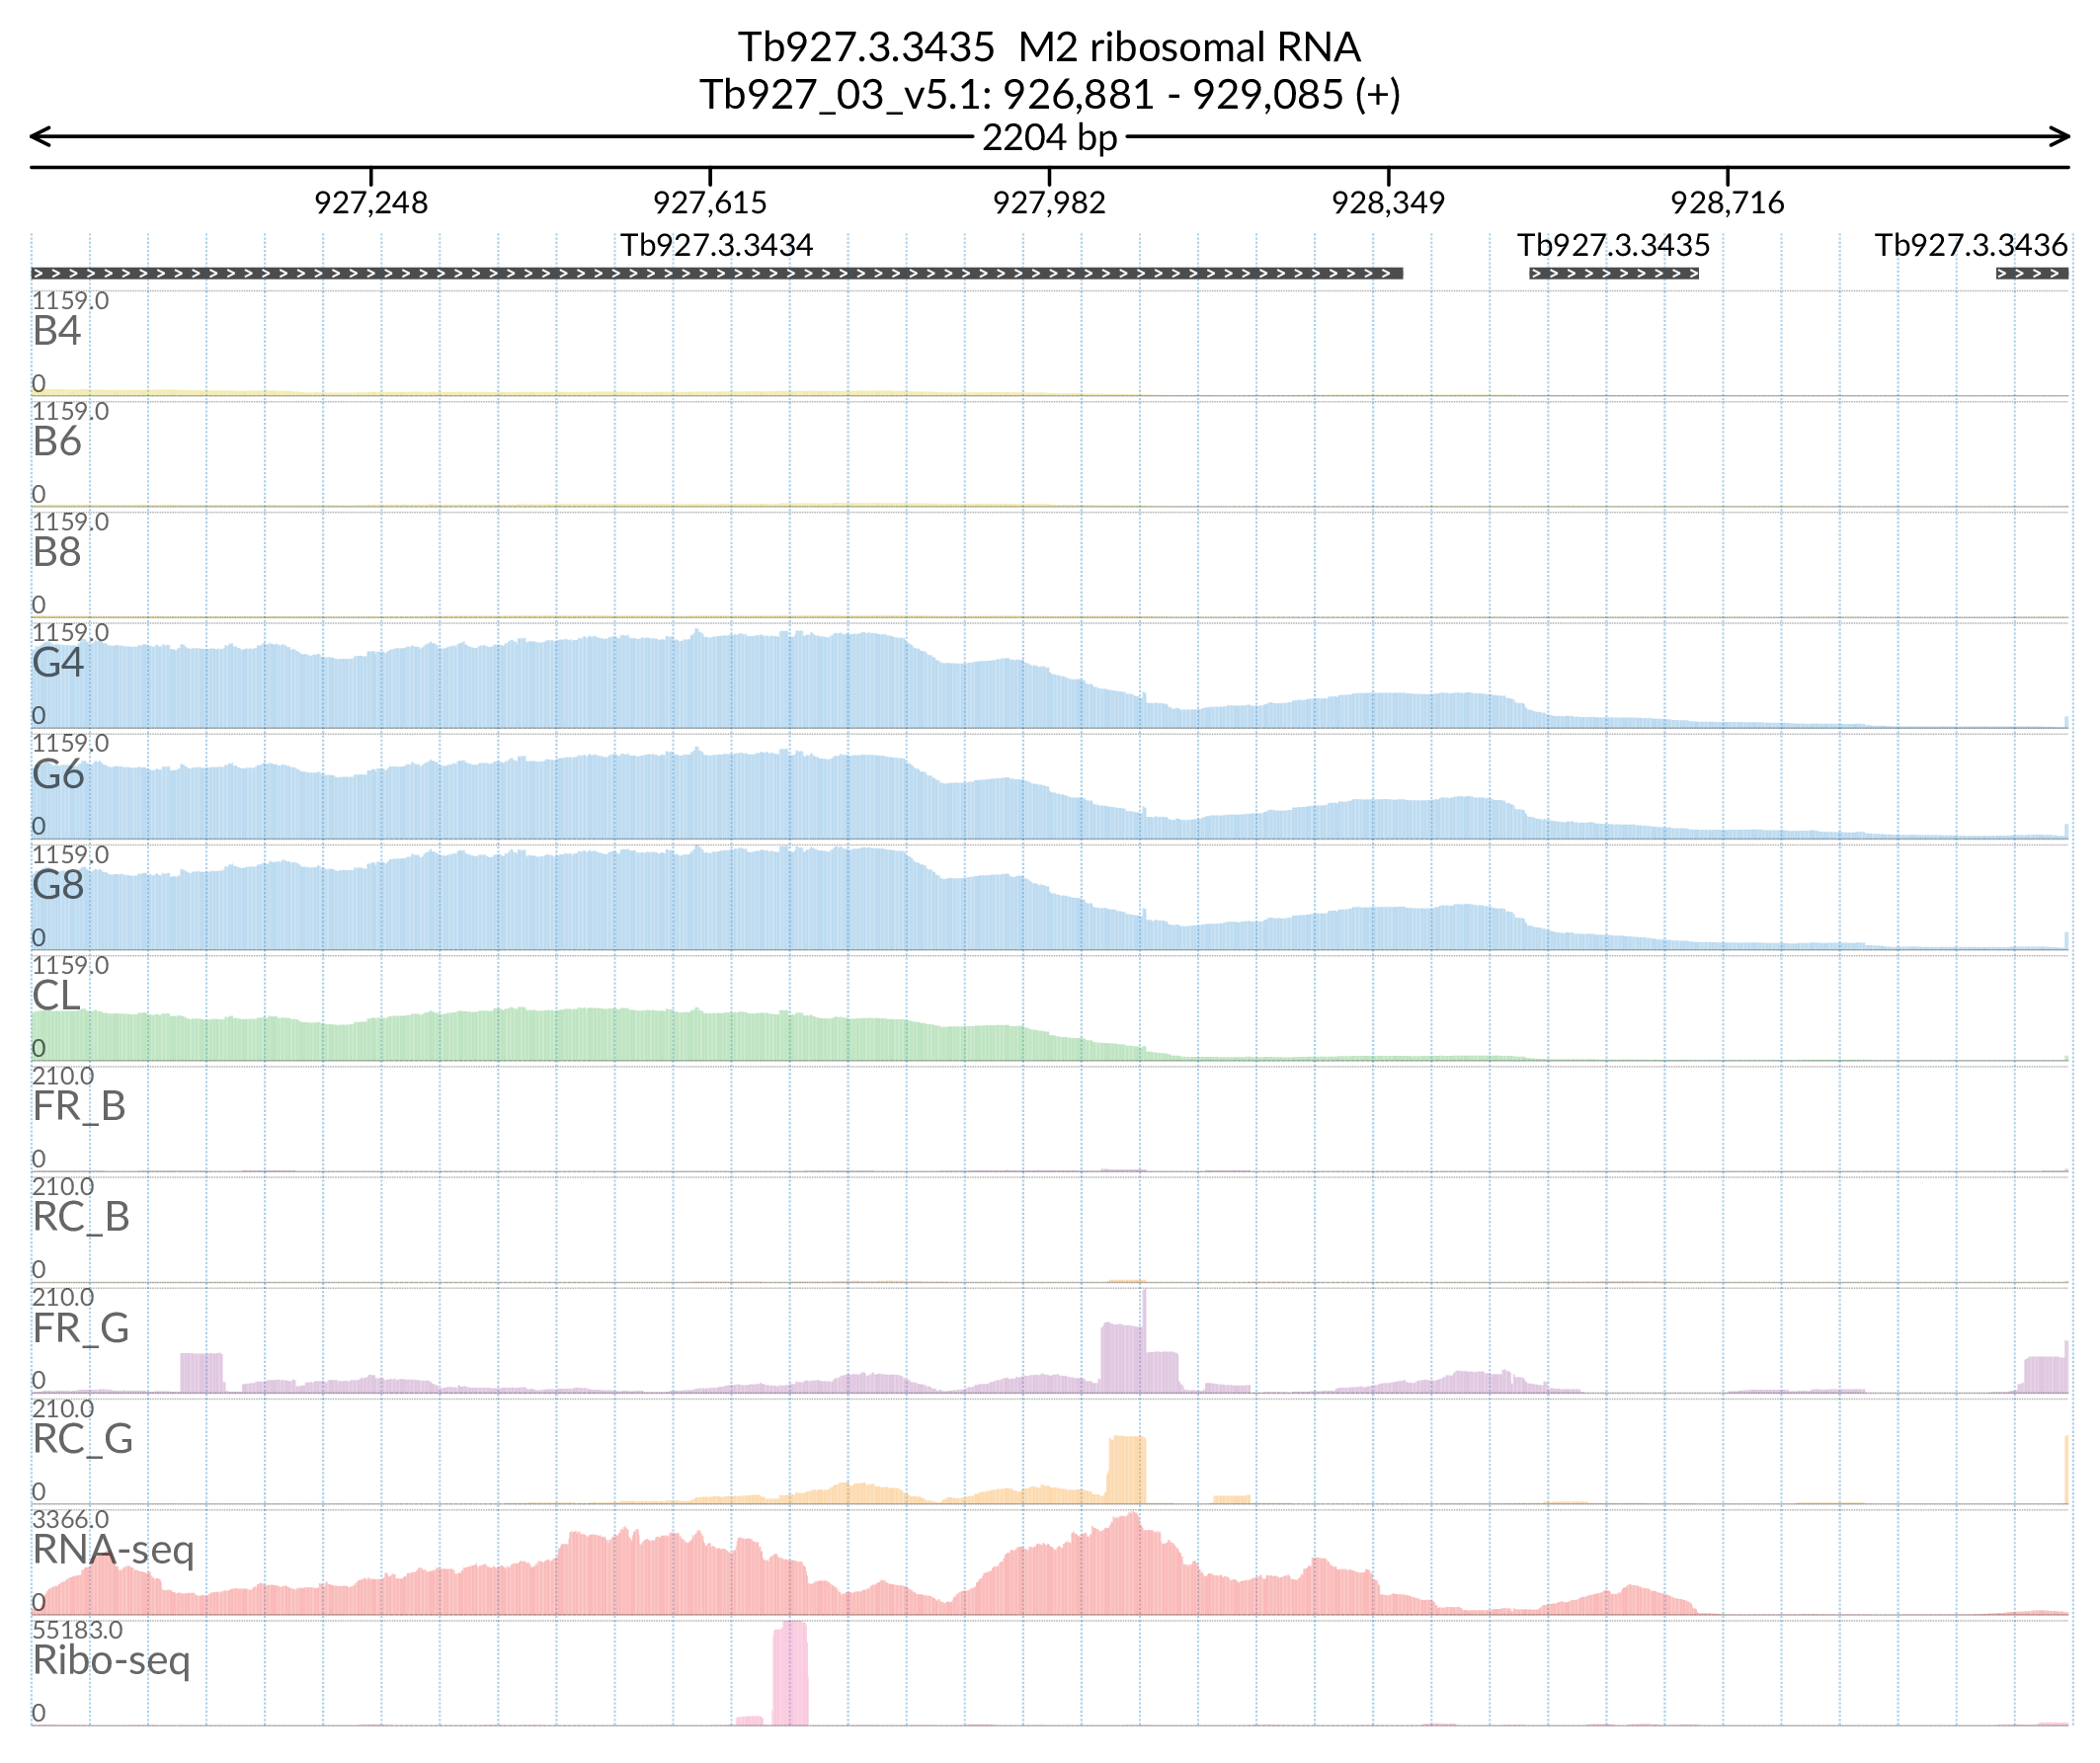 Tb927.3.3435  M2 ribosomal RNA
Tb927_03_v5.1: 926,881 - 929,085 (+)
2204 bp
927,248 927,615 927,982 928,349 928,716
Tb927.3.3434 Tb927.3.3435 Tb927.3.3436
1159.0
B4
0
1159.0
B6
0
1159.0
B8
0
1159.0
G4
0
1159.0
G6
0
1159.0
G8
0
1159.0
CL
0
210.0
FR_B
0
210.0
RC_B
0
210.0
FR_G
0
210.0
RC_G
0
3366.0
RNA-seq
0
55183.0
Ribo-seq
0